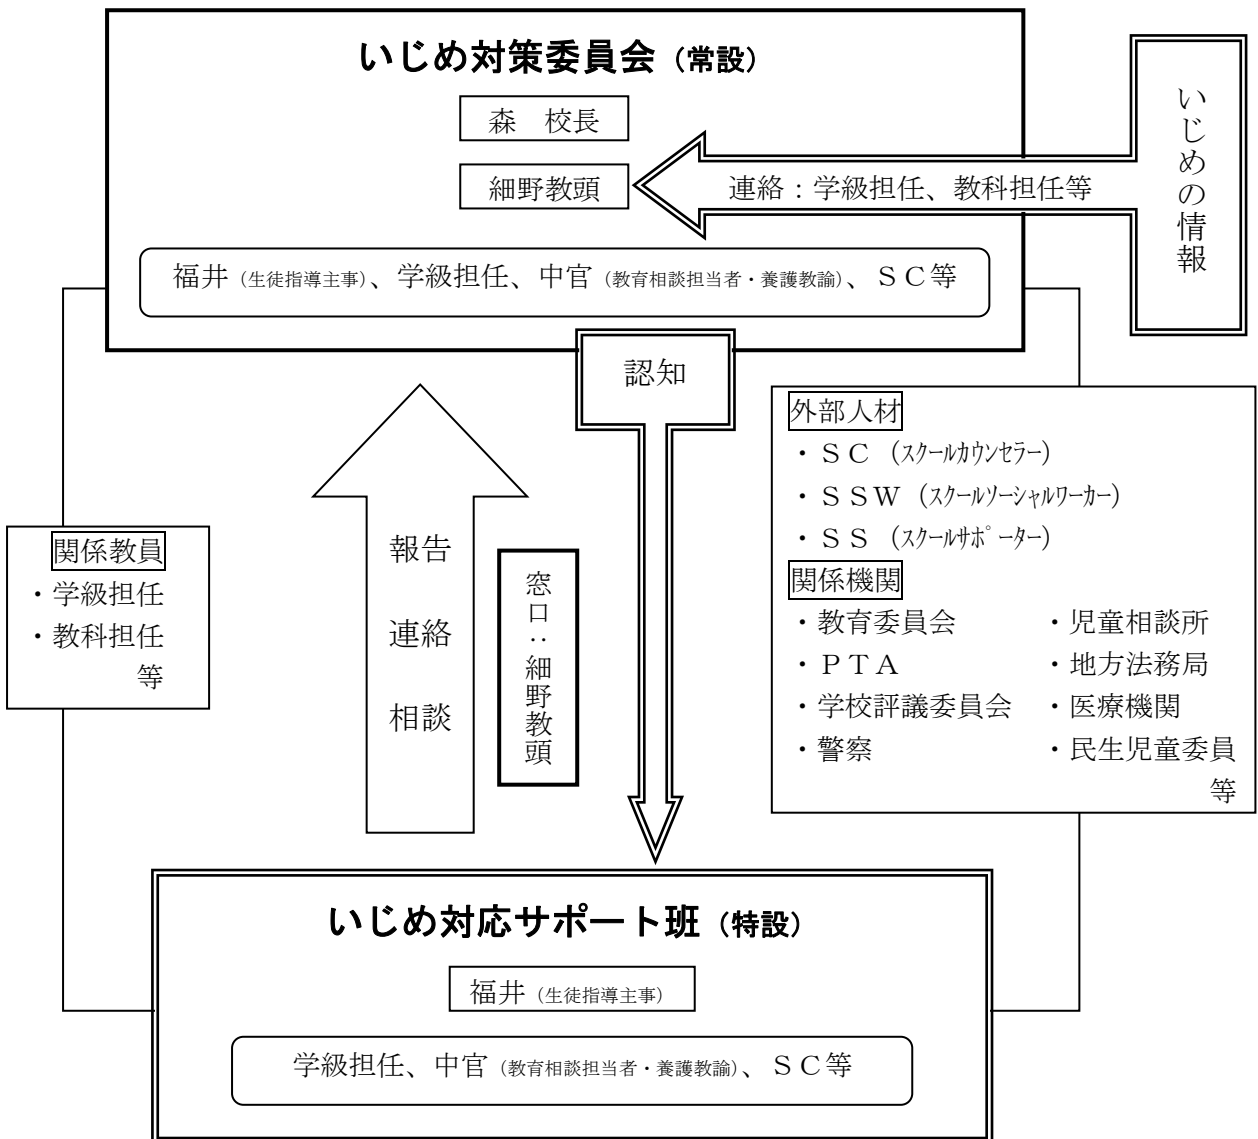 いじめ対策委員会（常設）
森　校長
細野教頭
連絡：学級担任、教科担任等
いじめの情報
福井（生徒指導主事）、学級担任、中官（教育相談担当者・養護教諭）、ＳＣ等
認知
外部人材
・ＳＣ（スクールカウンセラー）
・ＳＳＷ（スクールソーシャルワーカー）
・ＳＳ（スクールサポーター）
関係機関
・教育委員会　・児童相談所
・ＰＴＡ　・地方法務局
・学校評議委員会　・医療機関
・警察　・民生児童委員
等
関係教員
・学級担任
・教科担任
等
報告
連絡
相談
窓口：細野教頭
いじめ対応サポート班（特設）
福井（生徒指導主事）
学級担任、中官（教育相談担当者・養護教諭）、ＳＣ等